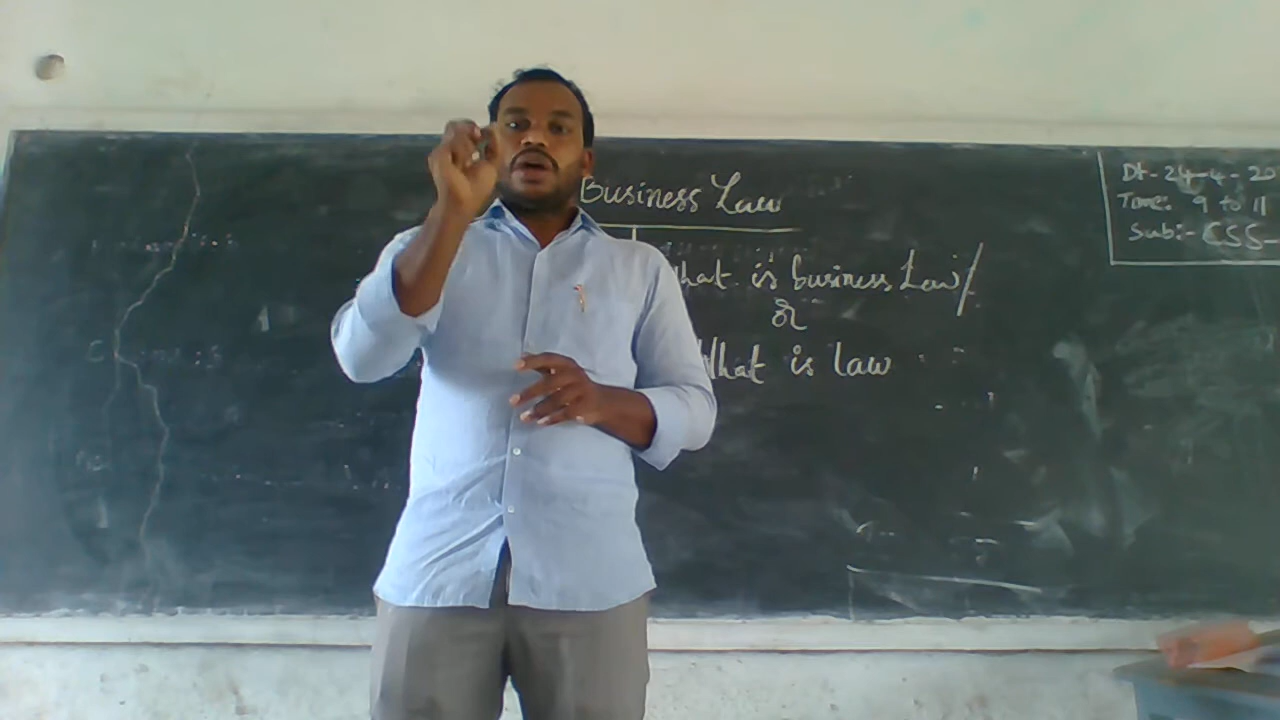 Business Law
What is business Law/
or
What is law
Dt-24-4-20
Time: 9 to 11
Sub:- CSS-